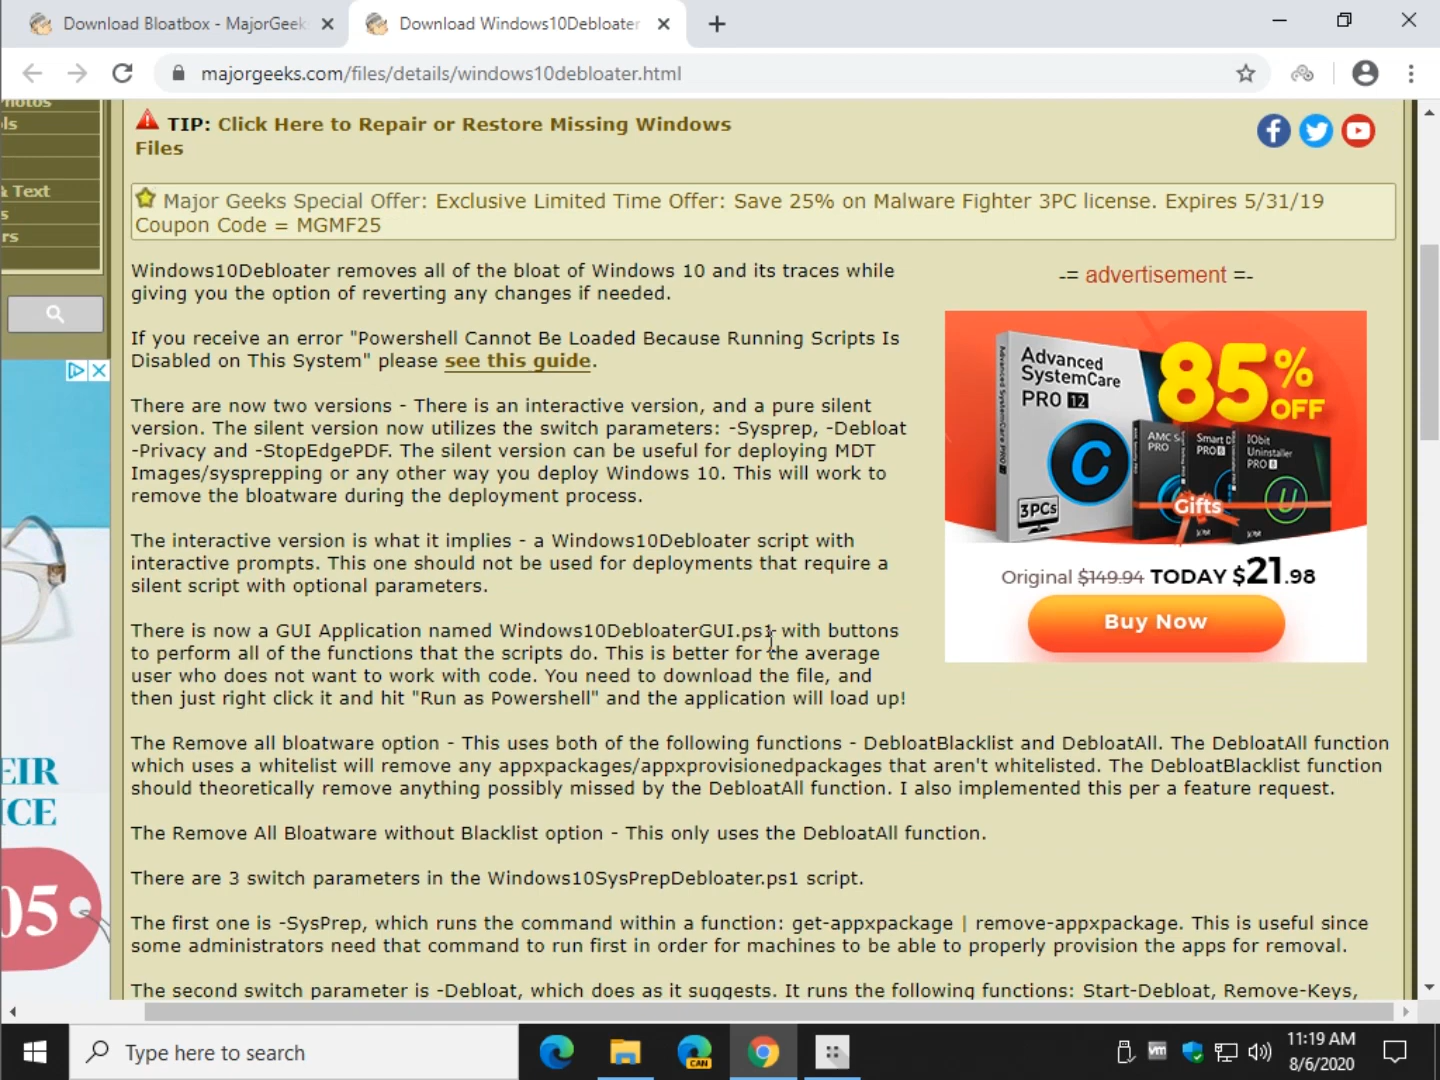 Download Bloatbox - MajorGeeks
Download Windows10Debloater
majorgeeks.com/files/details/windows10debloater.html
Photos
ls
& Text
s
rs
TIP: Click Here to Repair or Restore Missing Windows
Files
Major Geeks Special Offer: Exclusive Limited Time Offer: Save 25% on Malware Fighter 3PC license. Expires 5/31/19
Coupon Code = MGMF25
Windows10Debloater removes all of the bloat of Windows 10 and its traces while
giving you the option of reverting any changes if needed.
If you receive an error "Powershell Cannot Be Loaded Because Running Scripts Is
Disabled on This System" please see this guide.
There are now two versions - There is an interactive version, and a pure silent
version. The silent version now utilizes the switch parameters: -Sysprep, -Debloat
-Privacy and -StopEdgePDF. The silent version can be useful for deploying MDT
Images/sysprepping or any other way you deploy Windows 10. This will work to
remove the bloatware during the deployment process.
The interactive version is what it implies - a Windows10Debloater script with
interactive prompts. This one should not be used for deployments that require a
silent script with optional parameters.
There is now a GUI Application named Windows10DebloaterGUI.ps1 with buttons
to perform all of the functions that the scripts do. This is better for the average
user who does not want to work with code. You need to download the file, and
then just right click it and hit "Run as Powershell" and the application will load up!
The Remove all bloatware option - This uses both of the following functions - DebloatBlacklist and DebloatAll. The DebloatAll function
which uses a whitelist will remove any appxpackages/appxprovisionedpackages that aren't whitelisted. The DebloatBlacklist function
should theoretically remove anything possibly missed by the DebloatAll function. I also implemented this per a feature request.
The Remove All Bloatware without Blacklist option - This only uses the DebloatAll function.
There are 3 switch parameters in the Windows10SysPrepDebloater.ps1 script.
The first one is -SysPrep, which runs the command within a function: get-appxpackage | remove-appxpackage. This is useful since
some administrators need that command to run first in order for machines to be able to properly provision the apps for removal.
The second switch parameter is -Debloat, which does as it suggests. It runs the following functions: Start-Debloat, Remove-Keys,
-= advertisement =-
Advanced
SystemCare
PRO 12
85%
OFF
AMC S
PRO
Smart D
PRO
IObit
Uninstaller
PRO 8
C
U
3PCs
Gifts
Original $149.94 TODAY $21.98
Buy Now
EIR
ICE
05
Type here to search
CAN
vm
11:19 AM
8/6/2020